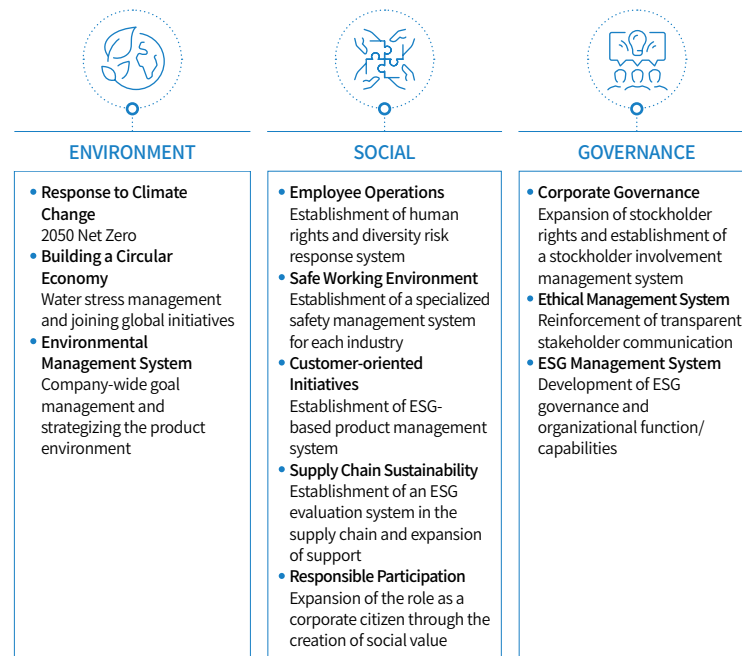 ENVIRONMENT
• Response to Climate
Change
2050 Net Zero
• Building a Circular
Economy
Water stress management
and joining global initiatives
• Environmental
Management System
Company-wide goal
management and
strategizing the product
environment
SOCIAL
• Employee Operations
Establishment of human
rights and diversity risk
response system
• Safe Working Environment
Establishment of a specialized
safety management system
for each industry
• Customer-oriented
Initiatives
Establishment of ESG-
based product management
system
• Supply Chain Sustainability
Establishment of an ESG
evaluation system in the
supply chain and expansion
of support
• Responsible Participation
Expansion of the role as a
corporate citizen through the
creation of social value
GOVERNANCE
• Corporate Governance
Expansion of stockholder
rights and establishment of
a stockholder involvement
management system
• Ethical Management System
Reinforcement of transparent
stakeholder communication
• ESG Management System
Development of ESG
governance and
organizational function/
capabilities